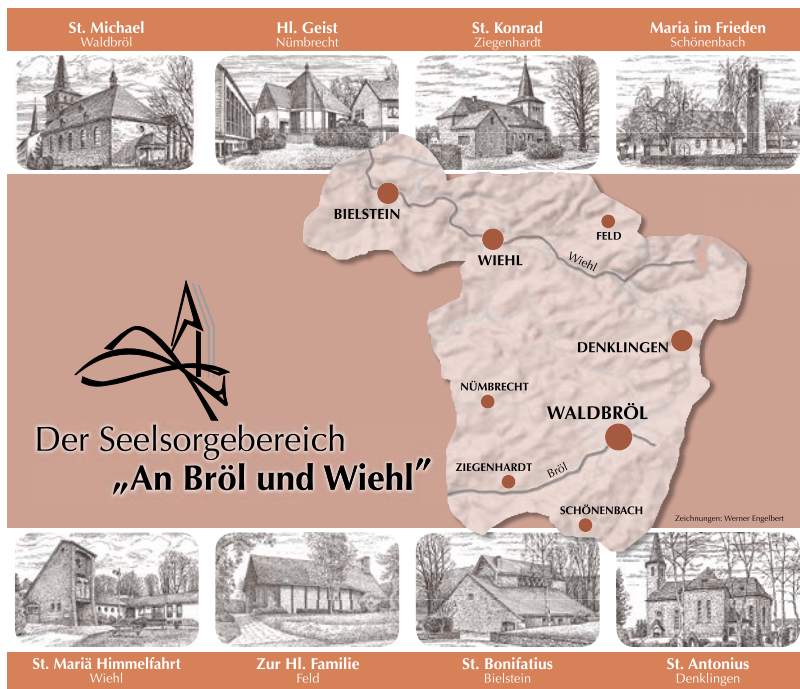 St. Michael
Waldbröl
Hl. Geist
Nümbrecht
St. Konrad
Ziegenhardt
Maria im Frieden
Schönenbach
BIELSTEIN
WIEHL
FELD
Wiehl
DENKLINGEN
NÜMBRECHT
WALDBRÖL
ZIEGENHARDT
Bröl
SCHÖNENBACH
Der Seelsorgebereich
„An Bröl und Wiehl”
Zeichnungen: Werner Engelbert
St. Mariä Himmelfahrt
Wiehl
Zur Hl. Familie
Feld
St. Bonifatius
Bielstein
St. Antonius
Denklingen